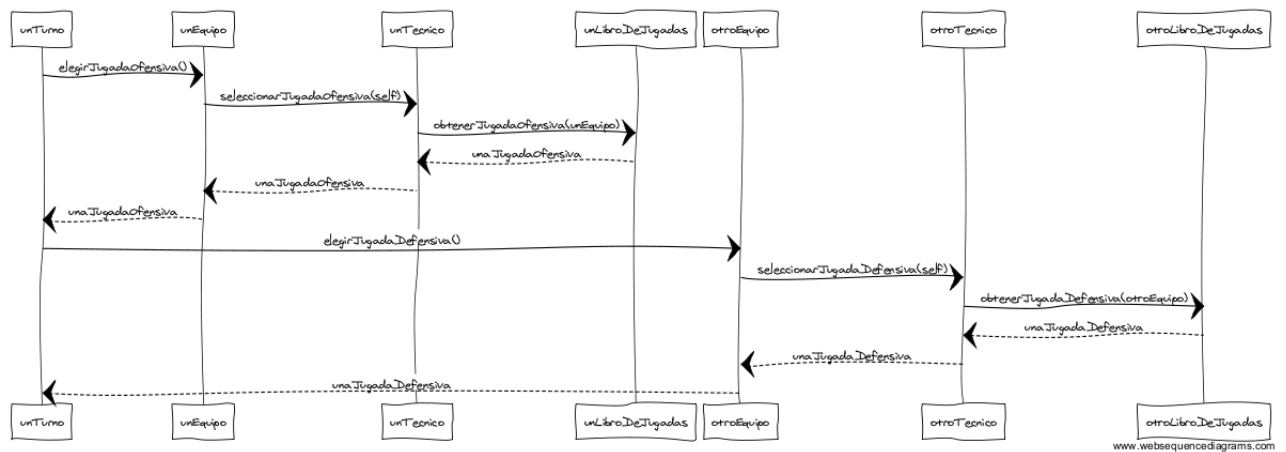 unTurno unEquipo unTecnico unLibroDeJugadas otroEquipo otroTecnico otroLibroDeJugadas
elegirJugadaOfensiva()
seleccionarJugadaOfensiva(self)
obtenerJugadaOfensiva(unEquipo)
unaJugadaOfensiva
unaJugadaOfensiva
unaJugadaOfensiva
elegirJugadaDefensiva()
seleccionarJugadaDefensiva(self)
obtenerJugadaDefensiva(otroEquipo)
unaJugadaDefensiva
unaJugadaDefensiva
unaJugadaDefensiva
unTurno unEquipo unTecnico unLibroDeJugadas otroEquipo otroTecnico otroLibroDeJugadas
www.websequencediagrams.com